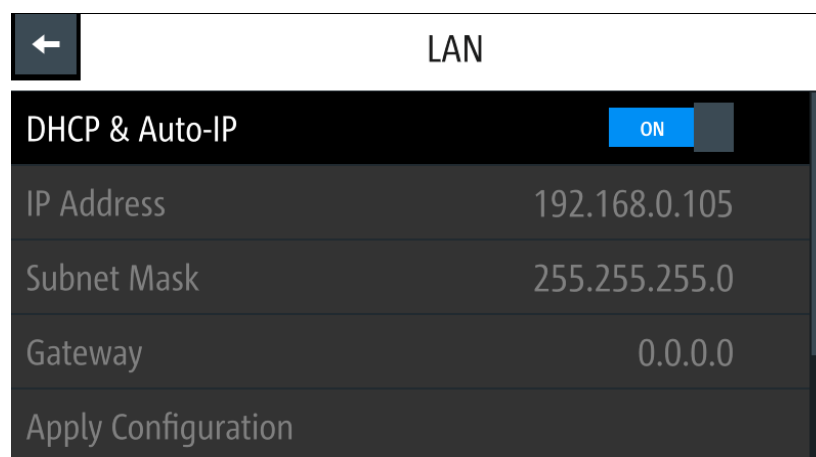 LAN
DHCP & Auto-IP ON
IP Address 192.168.0.105
Subnet Mask 255.255.255.0
Gateway 0.0.0.0
Apply Configuration